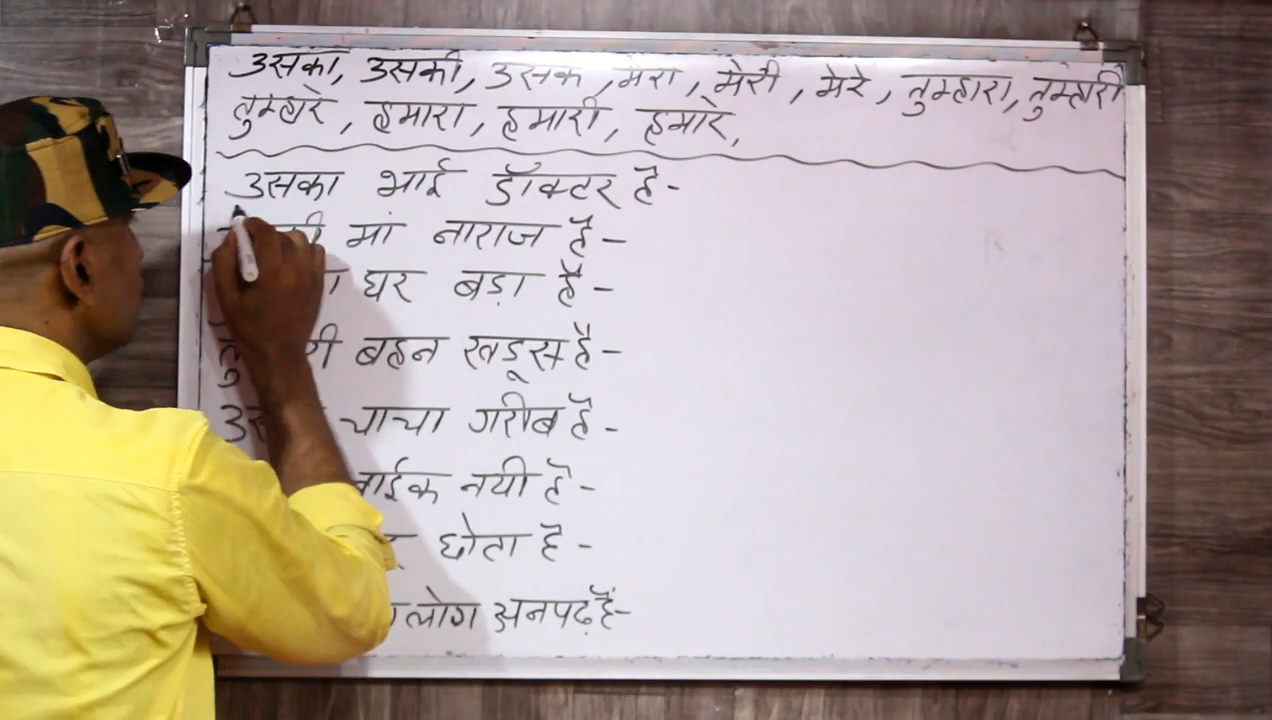 उसका, उसकी, उसके, मेरा, मेरी, मेरे, तुम्हारा, तुम्हारी
तुम्हारे, हमारा, हमारी, हमारे,
उसका भाई डॉक्टर है-
मां नाराज है-
घर बड़ा है-
बहन खडूस है-
चाचा गरीब है-
नयी है-
छोटा है-
लोग अनपढ़ हैं-